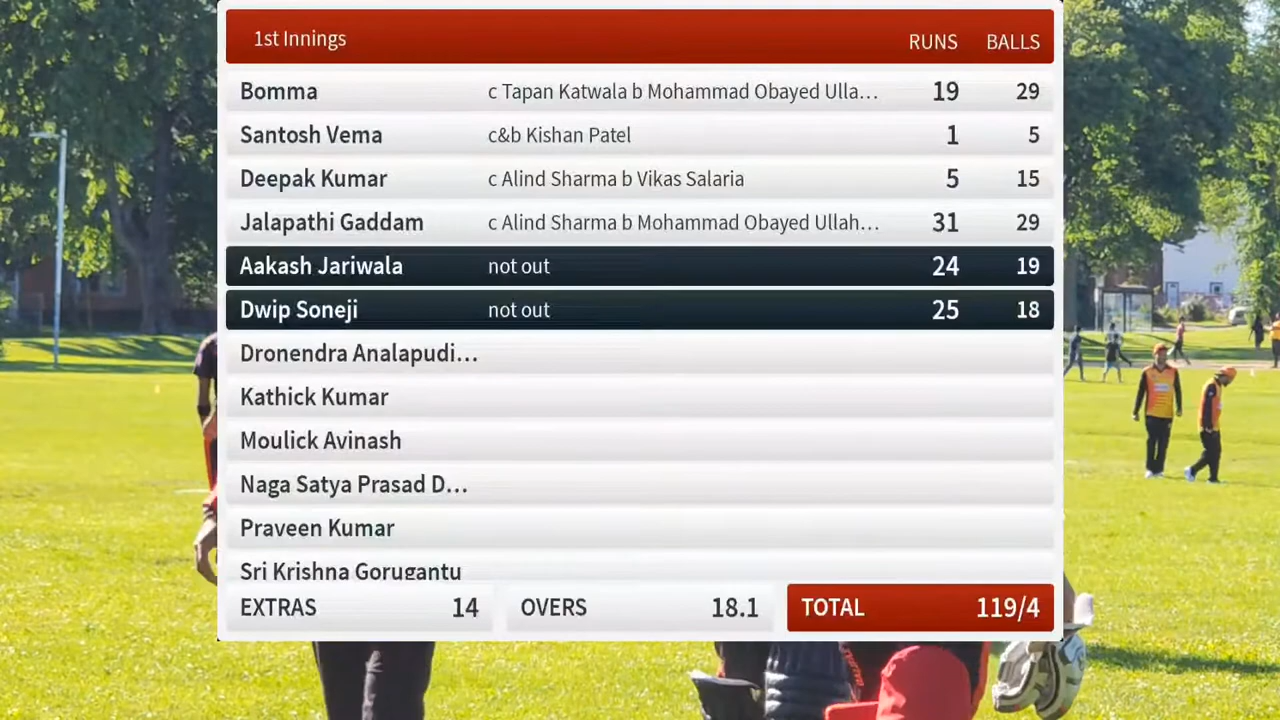 1st Innings RUNS BALLS
Bomma c Tapan Katwala b Mohammad Obayed Ulla… 19 29
Santosh Vema c&b Kishan Patel 1 5
Deepak Kumar c Alind Sharma b Vikas Salaria 5 15
Jalapathi Gaddam c Alind Sharma b Mohammad Obayed Ullah… 31 29
Aakash Jariwala not out 24 19
Dwip Soneji not out 25 18
Dronendra Analapudi…
Kathick Kumar
Moulick Avinash
Naga Satya Prasad D…
Praveen Kumar
Sri Krishna Gorugantu
EXTRAS 14 OVERS 18.1 TOTAL 119/4